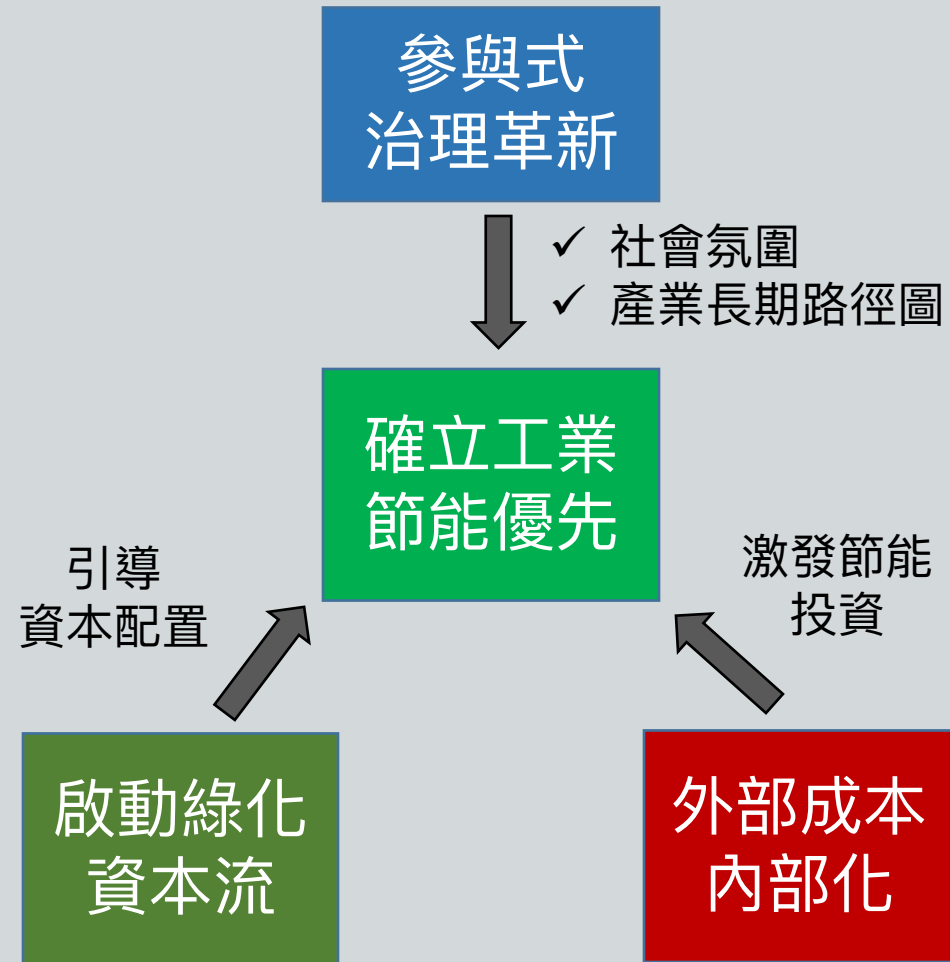 參與式
治理革新
✓ 社會氛圍
✓ 產業長期路徑圖
確立工業
節能優先
引導
資本配置
激發節能
投資
啟動綠化
資本流
外部成本
內部化